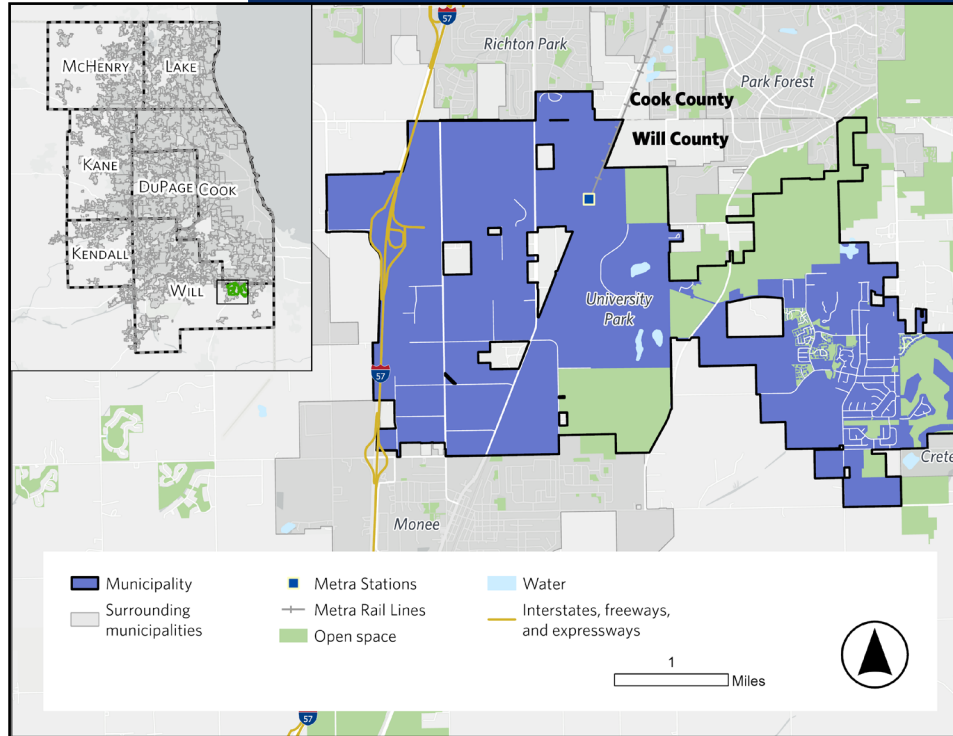 57
Richton Park
Park Forest
McHenry
Lake
Cook County
Will County
Kane
DuPage
Cook
Kendall
Will
University
Park
57
Crete
Monee
Municipality
Surrounding
municipalities
Metra Stations
Metra Rail Lines
Open space
Water
Interstates, freeways,
and expressways
1
Miles
57